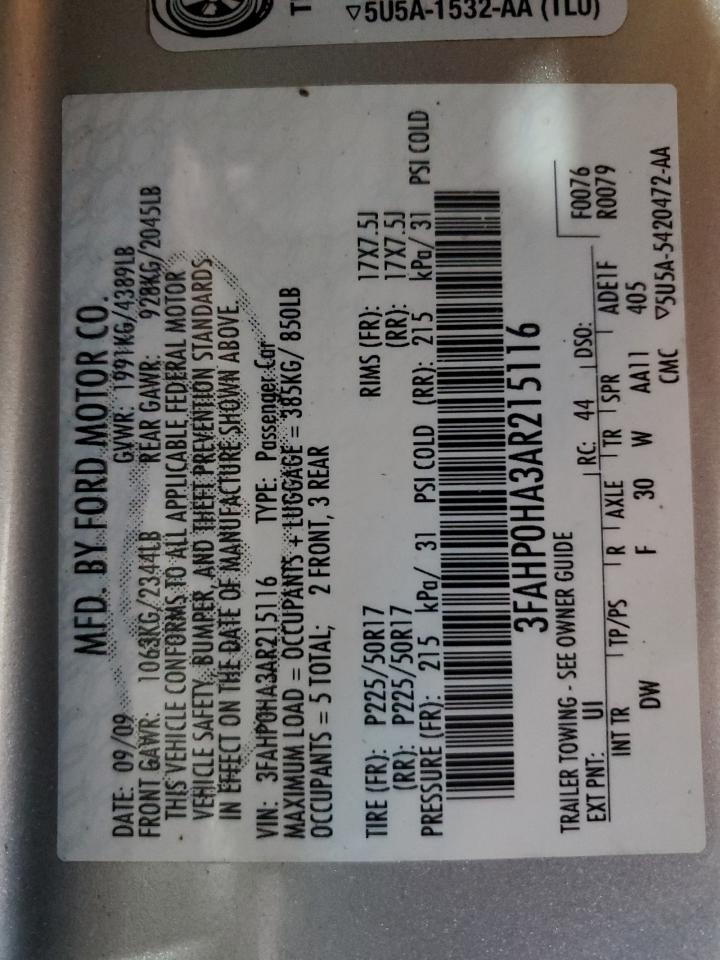 T
▽5U5A-1532-AA (TL0)
MFD. BY FORD MOTOR CO.
DATE: 09/09 GVWR: 1991KG/4389LB
FRONT GAWR: 1063KG/2344LB REAR GAWR: 928KG/2045LB
THIS VEHICLE CONFORMS TO ALL APPLICABLE FEDERAL MOTOR
VEHICLE SAFETY, BUMPER, AND THEFT PREVENTION STANDARDS
IN EFFECT ON THE DATE OF MANUFACTURE SHOWN ABOVE.
VIN: 3FAHP0HA3AR215116 TYPE: Passenger Car
MAXIMUM LOAD = OCCUPANTS + LUGGAGE = 385KG/ 850LB
OCCUPANTS = 5 TOTAL; 2 FRONT, 3 REAR
TIRE (FR): P225/50R17 RIMS (FR): 17X7.5J
(RR): P225/50R17 (RR): 17X7.5J
PRESSURE (FR): 215 kPa/ 31 PSI COLD (RR): 215 kPa/ 31 PSI COLD
3FAHP0HA3AR215116
TRAILER TOWING - SEE OWNER GUIDE F0076
EXT PNT: UI RC: 44 DSO: R0079
INT TR TP/PS R AXLE TR SPR ADE1F
DW F 30 W AA11 405
CMC ▽5U5A-5420472-AA